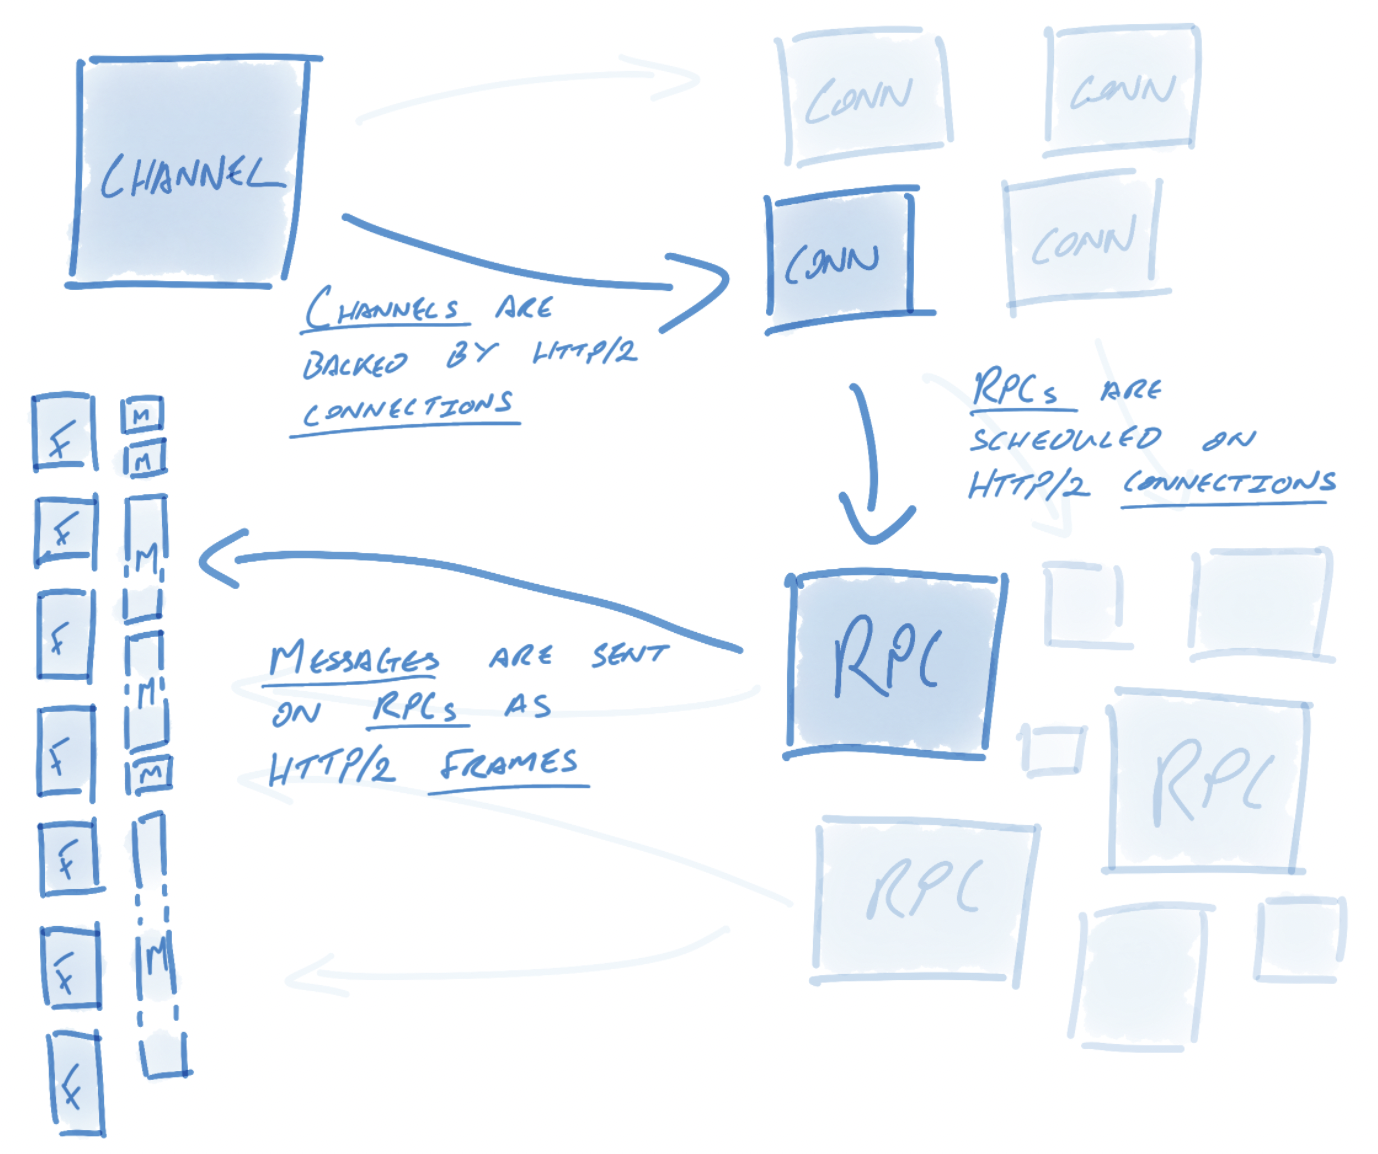 CHANNEL
CONN
CONN
CONN
CONN
CHANNELS ARE
BACKED BY HTTP/2
CONNECTIONS
RPCs ARE
SCHEDULED ON
HTTP/2 CONNECTIONS
RPC
RPC
RPC
MESSAGES ARE SENT
ON RPCs AS
HTTP/2 FRAMES
F
F
F
F
F
F
F
M
M
M
M
M
M